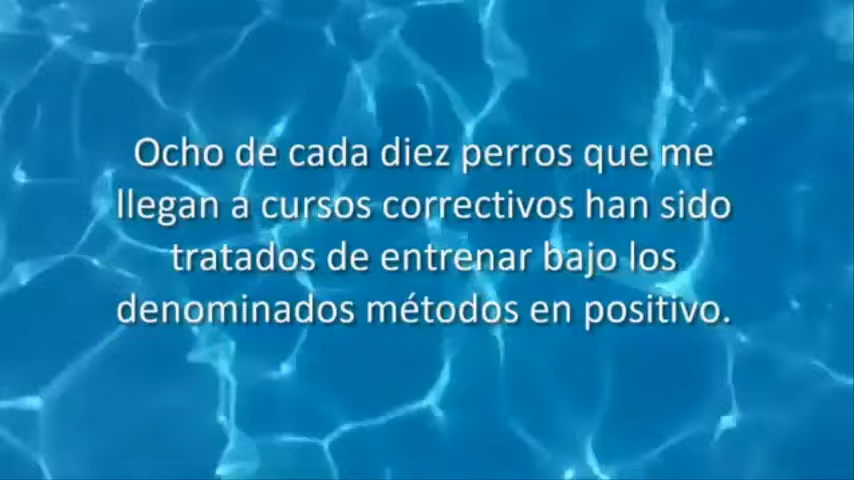 Ocho de cada diez perros que me
llegan a cursos correctivos han sido
tratados de entrenar bajo los
denominados métodos en positivo.